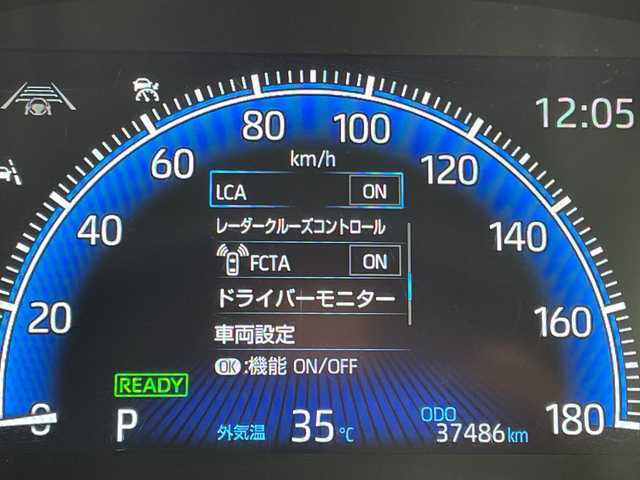 12:05
80
100
km/h
60
120
LCA ON
レーダークルーズコントロール
40
140
FCTA ON
ドライバーモニター
20
160
車両設定
OK:機能 ON/OFF
READY
0
P
外気温 35℃
ODO
37486km
180